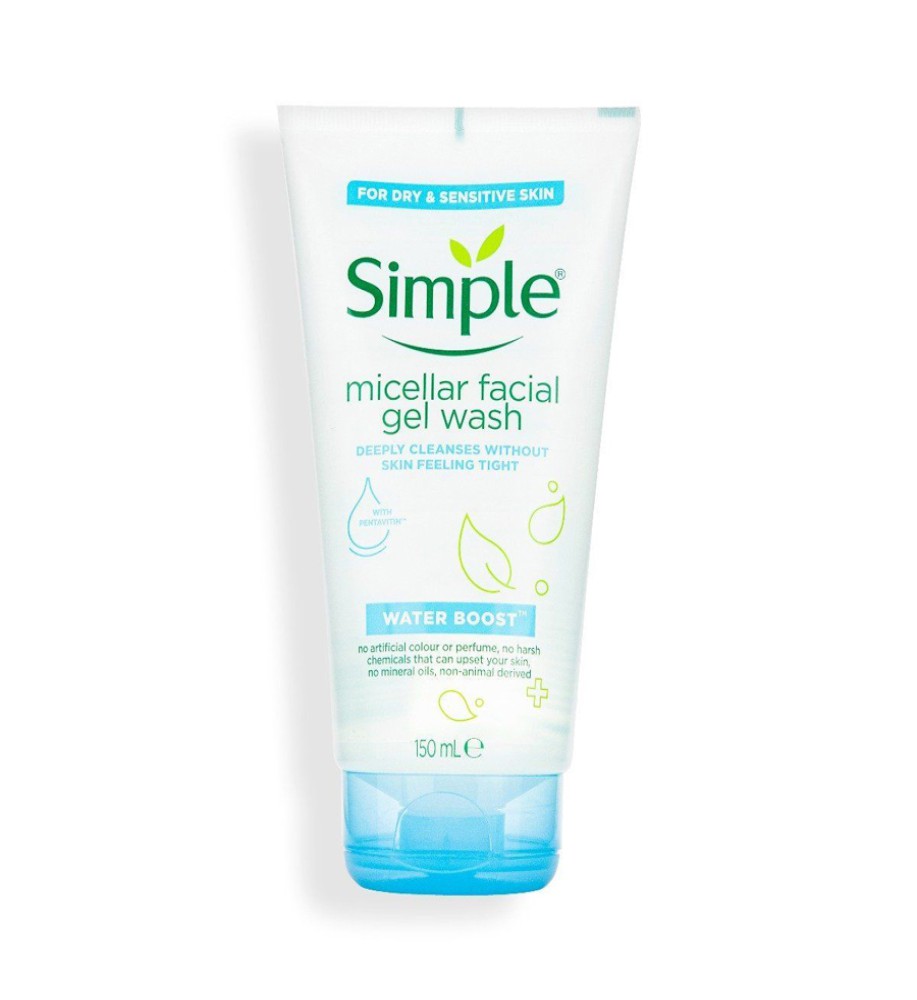 FOR DRY & SENSITIVE SKIN
Simple®
micellar facial
gel wash
DEEPLY CLEANSES WITHOUT
SKIN FEELING TIGHT
WITH
PENTAVITIN™
WATER BOOST™
no artificial colour or perfume, no harsh
chemicals that can upset your skin,
no mineral oils, non-animal derived
150 mL ℮